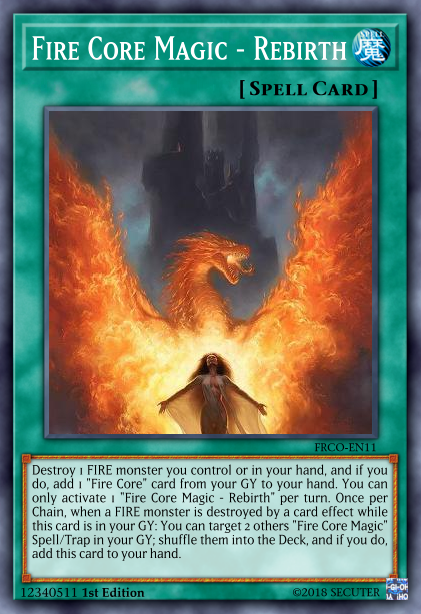 Fire Core Magic - Rebirth
魔
[ Spell Card ]
FRCO-EN11
Destroy 1 FIRE monster you control or in your hand, and if you
do, add 1 "Fire Core" card from your GY to your hand. You can
only activate 1 "Fire Core Magic - Rebirth" per turn. Once per
Chain, when a FIRE monster is destroyed by a card effect while
this card is in your GY: You can target 2 others "Fire Core Magic"
Spell/Trap in your GY; shuffle them into the Deck, and if you do,
add this card to your hand.
12340511 1st Edition
©2018 SECUTER